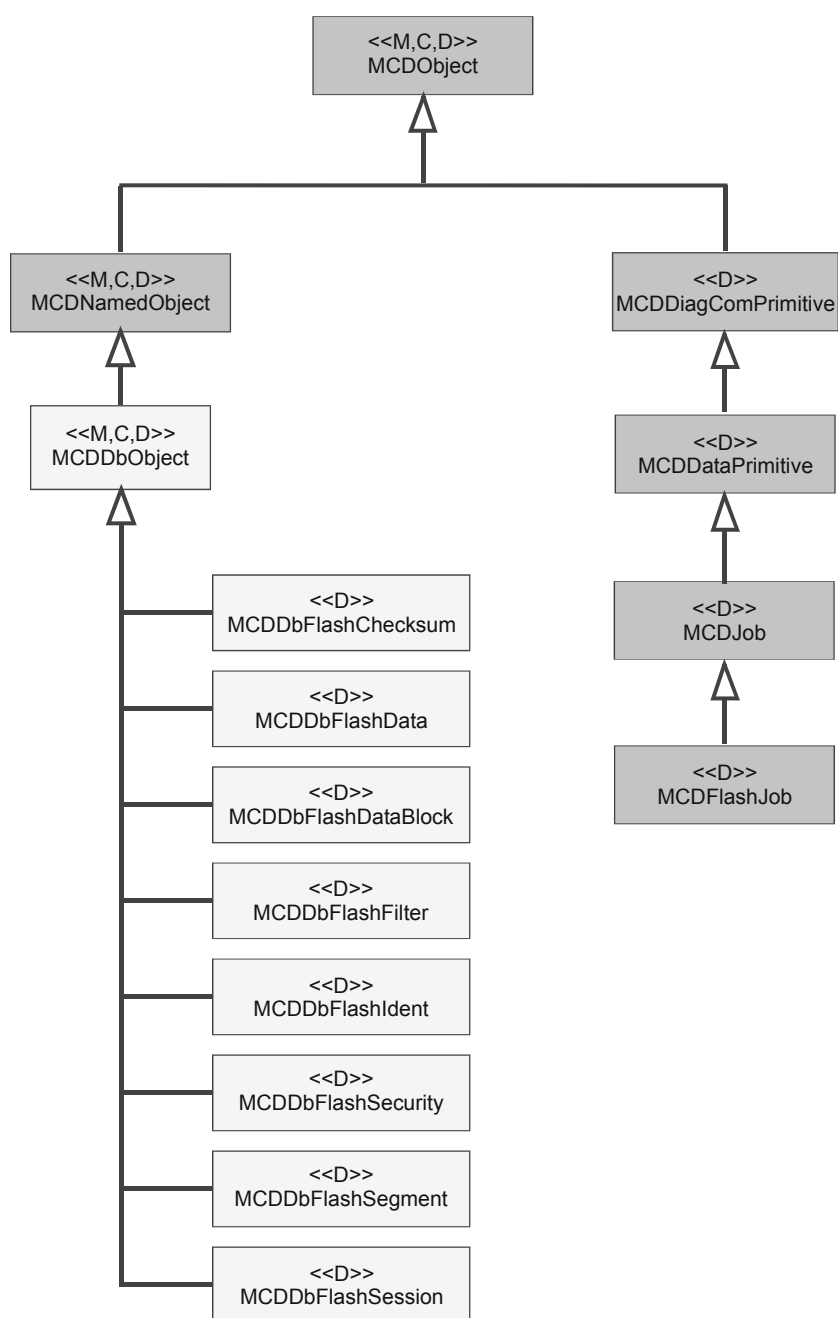 <<M,C,D>>
MCDObject
<<M,C,D>>
MCDNamedObject
<<D>>
MCDDiagComPrimitive
<<M,C,D>>
MCDDbObject
<<D>>
MCDDataPrimitive
<<D>>
MCDDbFlashChecksum
<<D>>
MCDJob
<<D>>
MCDDbFlashData
<<D>>
MCDFlashJob
<<D>>
MCDDbFlashDataBlock
<<D>>
MCDDbFlashFilter
<<D>>
MCDDbFlashIdent
<<D>>
MCDDbFlashSecurity
<<D>>
MCDDbFlashSegment
<<D>>
MCDDbFlashSession